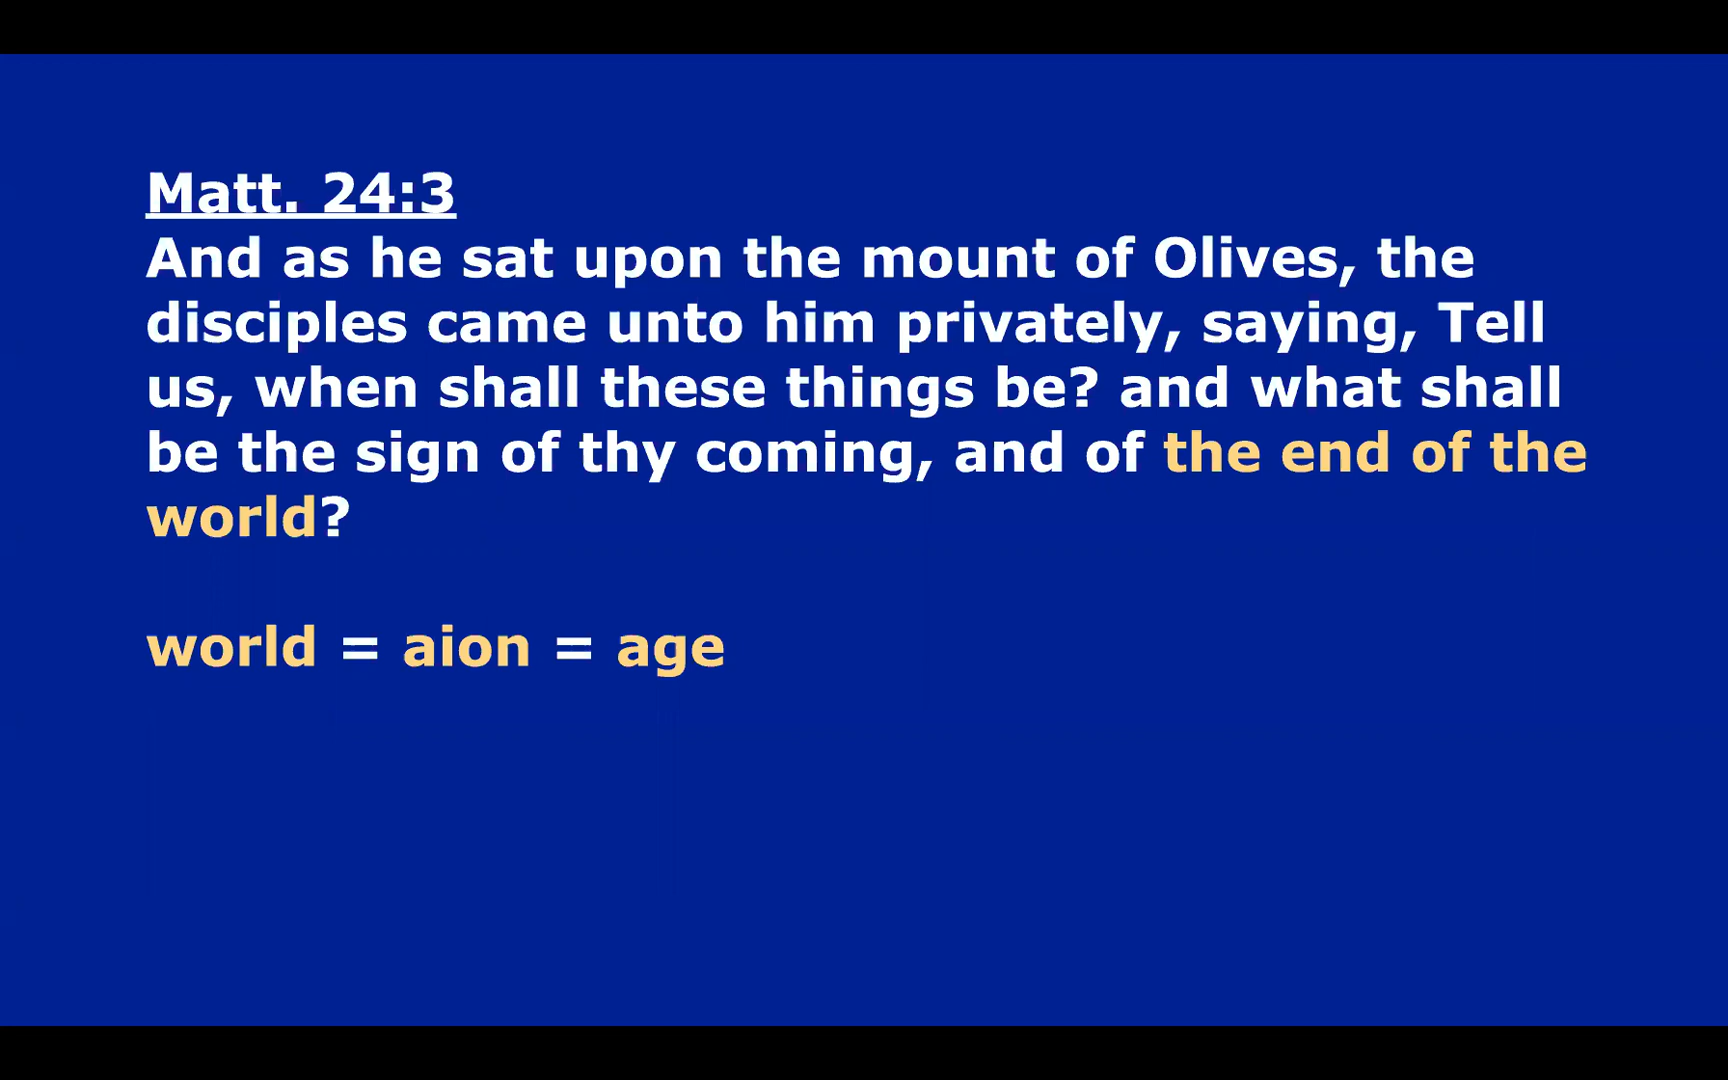 Matt. 24:3
And as he sat upon the mount of Olives, the
disciples came unto him privately, saying, Tell
us, when shall these things be? and what shall
be the sign of thy coming, and of the end of the
world?
world = aion = age